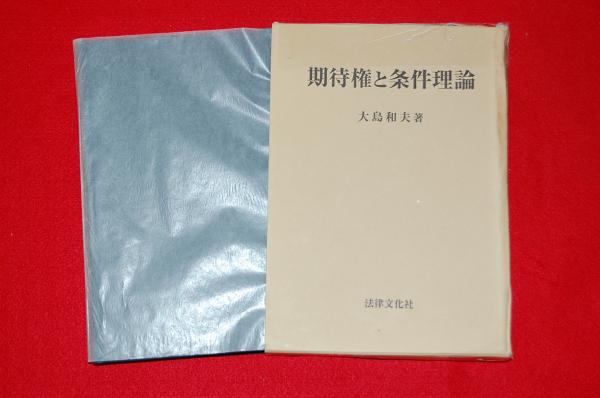 期待権と条件理論
大島和夫著
法律文化社